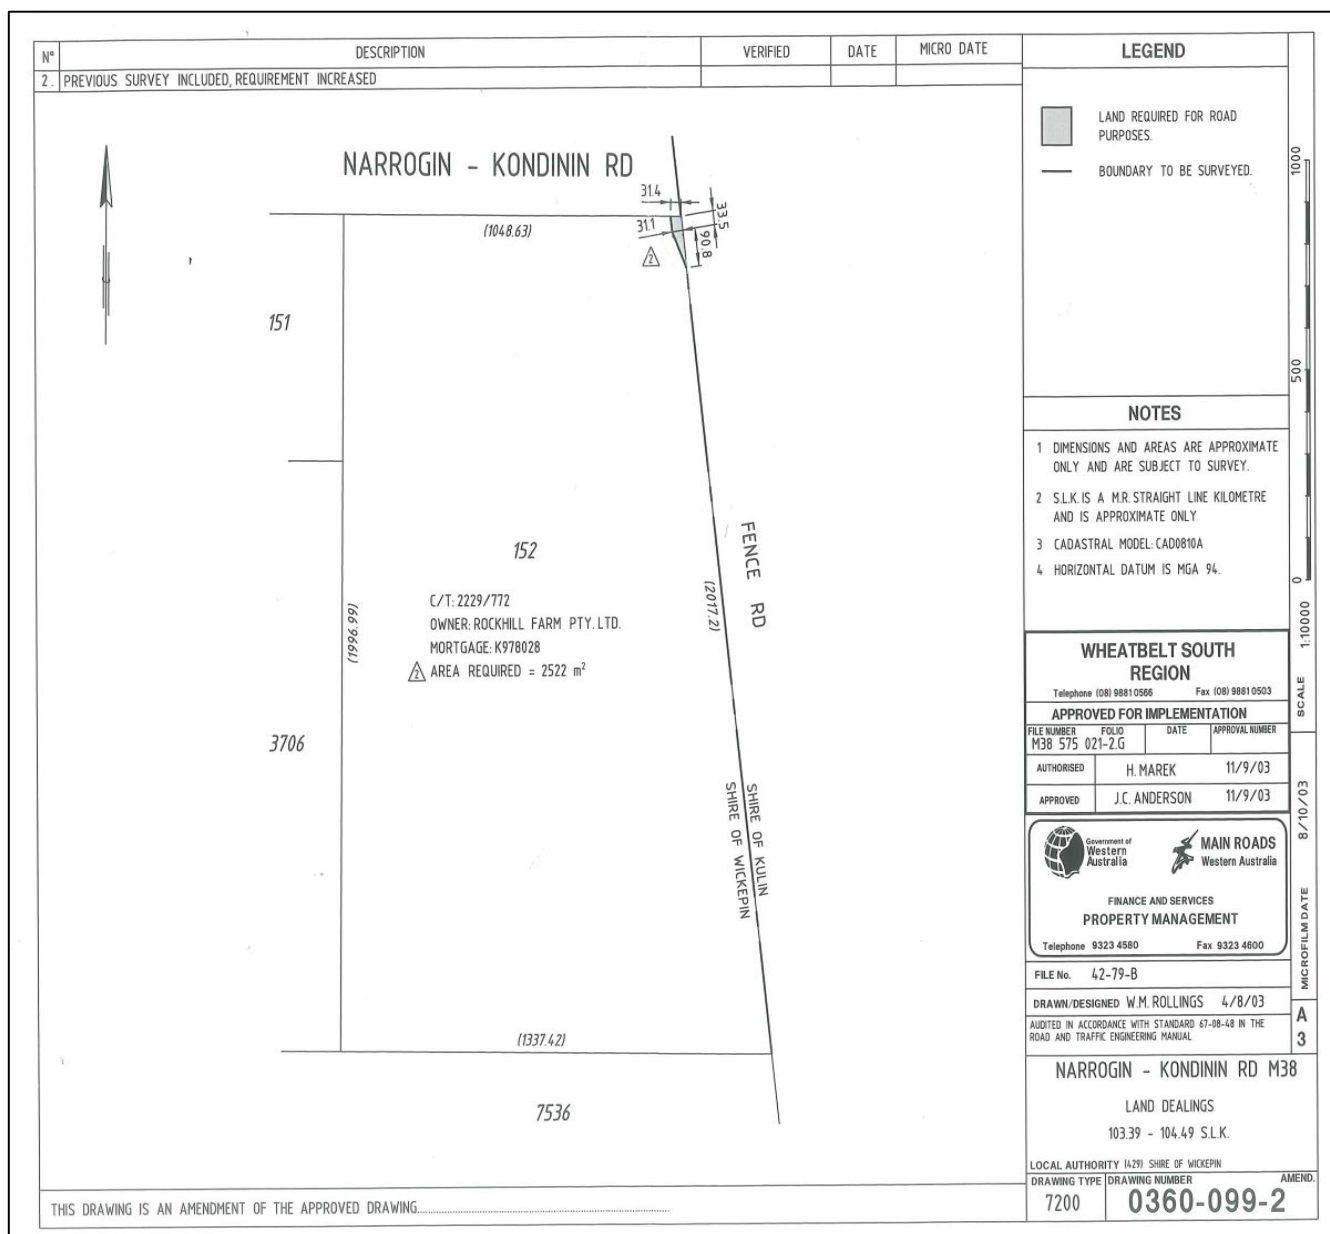 Nº DESCRIPTION VERIFIED DATE MICRO DATE
2. PREVIOUS SURVEY INCLUDED, REQUIREMENT INCREASED
NARROGIN - KONDININ RD
31.4
33.5
(1048.63)
31.1
90.8
2
151
152
FENCE RD
(2017.2)
(1996.99)
C/T: 2229/772
OWNER: ROCKHILL FARM PTY. LTD.
MORTGAGE: K978028
2 AREA REQUIRED = 2522 m²
3706
SHIRE OF KULIN
SHIRE OF WICKEPIN
(1337.42)
7536
THIS DRAWING IS AN AMENDMENT OF THE APPROVED DRAWING
LEGEND
LAND REQUIRED FOR ROAD
PURPOSES.
BOUNDARY TO BE SURVEYED.
NOTES
1 DIMENSIONS AND AREAS ARE APPROXIMATE
ONLY AND ARE SUBJECT TO SURVEY.
2 S.L.K. IS A M.R. STRAIGHT LINE KILOMETRE
AND IS APPROXIMATE ONLY
3 CADASTRAL MODEL: CAD0810A
4 HORIZONTAL DATUM IS MGA 94.
WHEATBELT SOUTH
REGION
Telephone (08) 9881 0566 Fax (08) 9881 0503
APPROVED FOR IMPLEMENTATION
FILE NUMBER FOLIO DATE APPROVAL NUMBER
M38 575 021-2.G
AUTHORISED H. MAREK 11/9/03
APPROVED J.C. ANDERSON 11/9/03
Government of
Western
Australia
MAIN ROADS
Western Australia
FINANCE AND SERVICES
PROPERTY MANAGEMENT
Telephone 9323 4580 Fax 9323 4600
FILE No. 42-79-B
DRAWN/DESIGNED W.M. ROLLINGS 4/8/03
AUDITED IN ACCORDANCE WITH STANDARD 67-08-48 IN THE
ROAD AND TRAFFIC ENGINEERING MANUAL
NARROGIN - KONDININ RD M38
LAND DEALINGS
103.39 - 104.49 S.L.K.
LOCAL AUTHORITY (429) SHIRE OF WICKEPIN
DRAWING TYPE DRAWING NUMBER AMEND.
7200 0360-099-2
1000
500
0
SCALE 1:10000
MICROFILM DATE 8/10/03
A
3